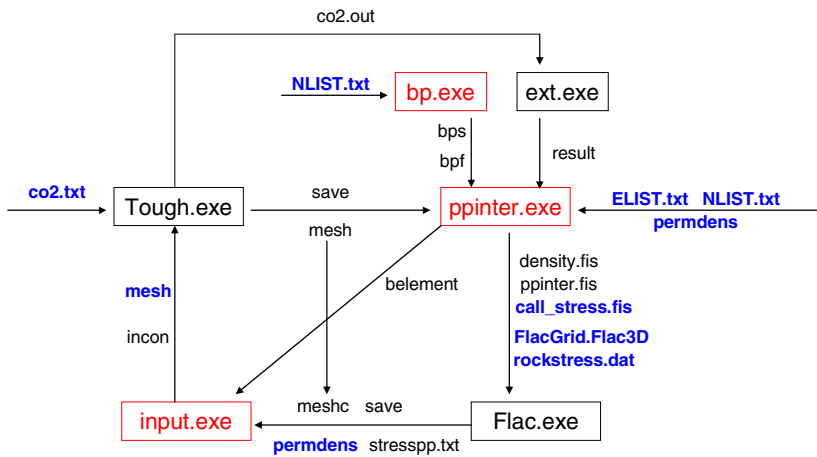 co2.out
NLIST.txt
bp.exe
ext.exe
bps
bpf
result
co2.txt
Tough.exe
save
mesh
ppinter.exe
ELIST.txt NLIST.txt
permdens
mesh
incon
belement
density.fis
ppinter.fis
call_stress.fis
FlacGrid.Flac3D
rockstress.dat
input.exe
meshc save
permdens stresspp.txt
Flac.exe